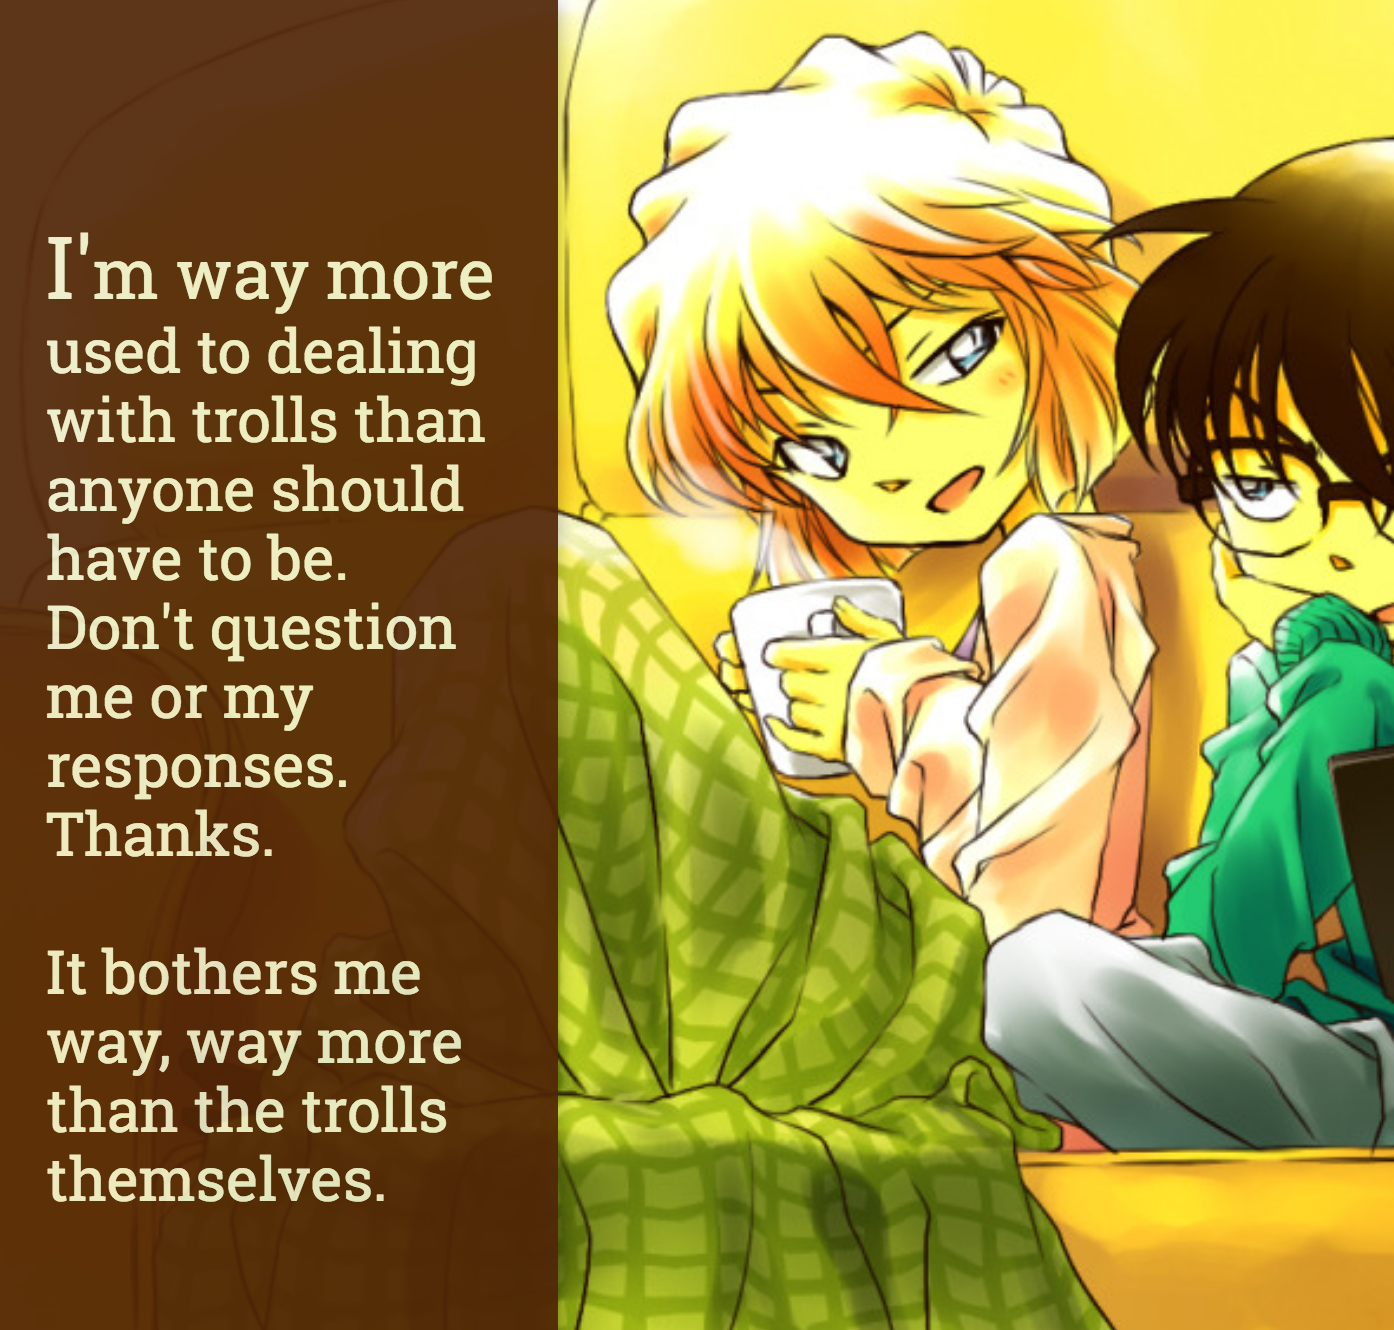 I'm way more
used to dealing
with trolls than
anyone should
have to be.
Don't question
me or my
responses.
Thanks.
It bothers me
way, way more
than the trolls
themselves.